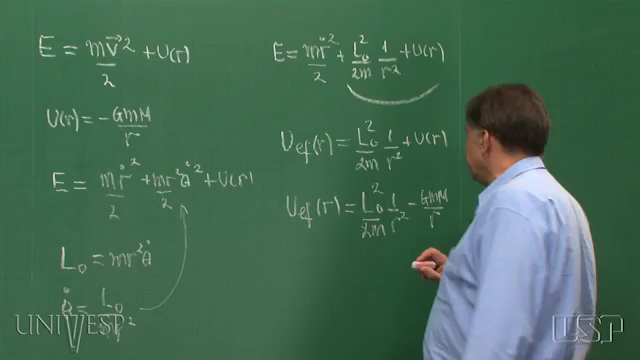 E = mv⃗²/2 + U(r)
U(r) = -GmM/r
E = mṙ²/2 + mr²θ̇²/2 + U(r)
L₀ = mr²θ̇
θ̇ = L₀/mr²
E = mṙ²/2 + L₀²/2m 1/r² + U(r)
Uef(r) = L₀²/2m 1/r² + U(r)
Uef(r) = L₀²/2m 1/r² - GmM/r
UNIVESP
USP